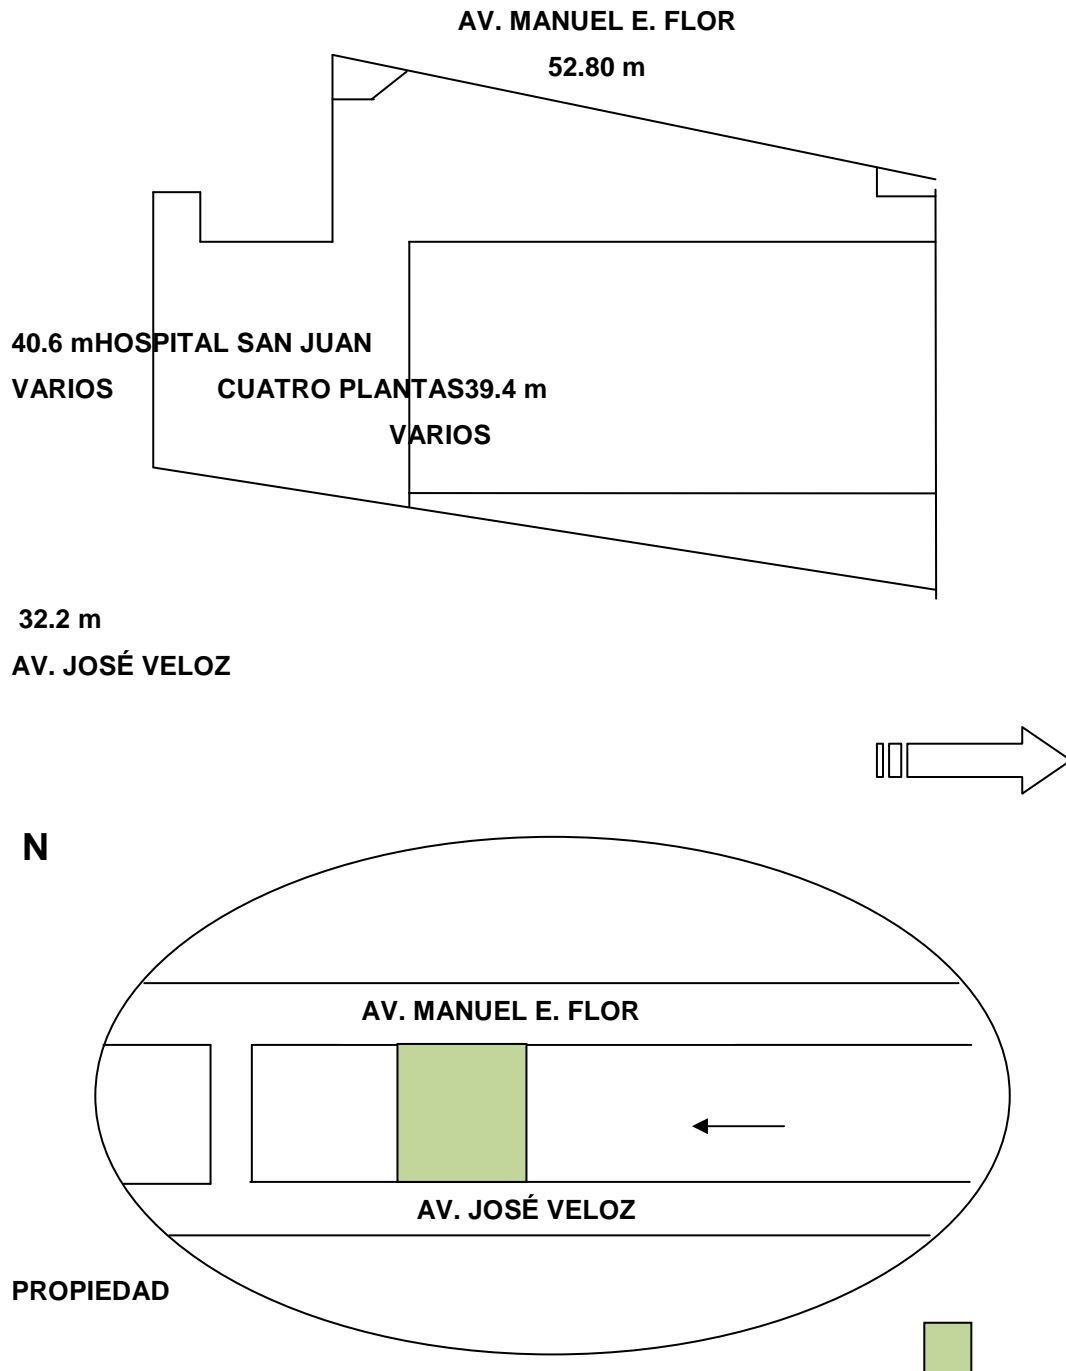 AV. MANUEL E. FLOR
52.80 m
40.6 mHOSPITAL SAN JUAN
VARIOS CUATRO PLANTAS39.4 m
VARIOS
32.2 m
AV. JOSÉ VELOZ
N
AV. MANUEL E. FLOR
AV. JOSÉ VELOZ
PROPIEDAD